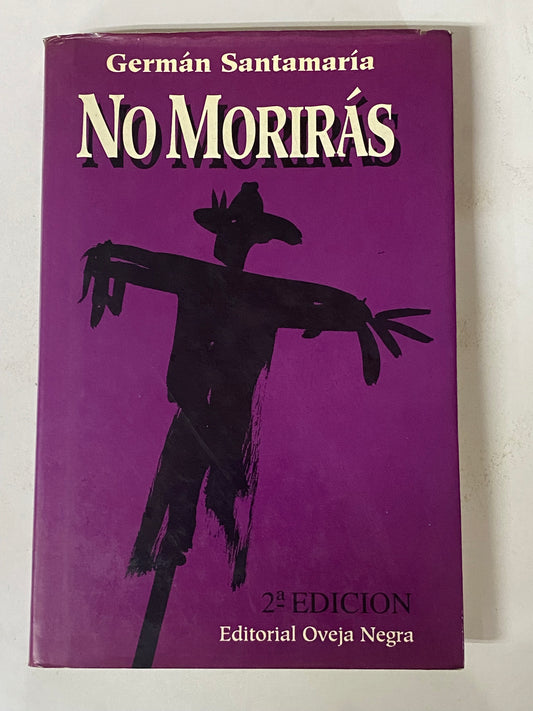 Germán Santamaría
NO MORIRÁS
2ª EDICION
Editorial Oveja Negra